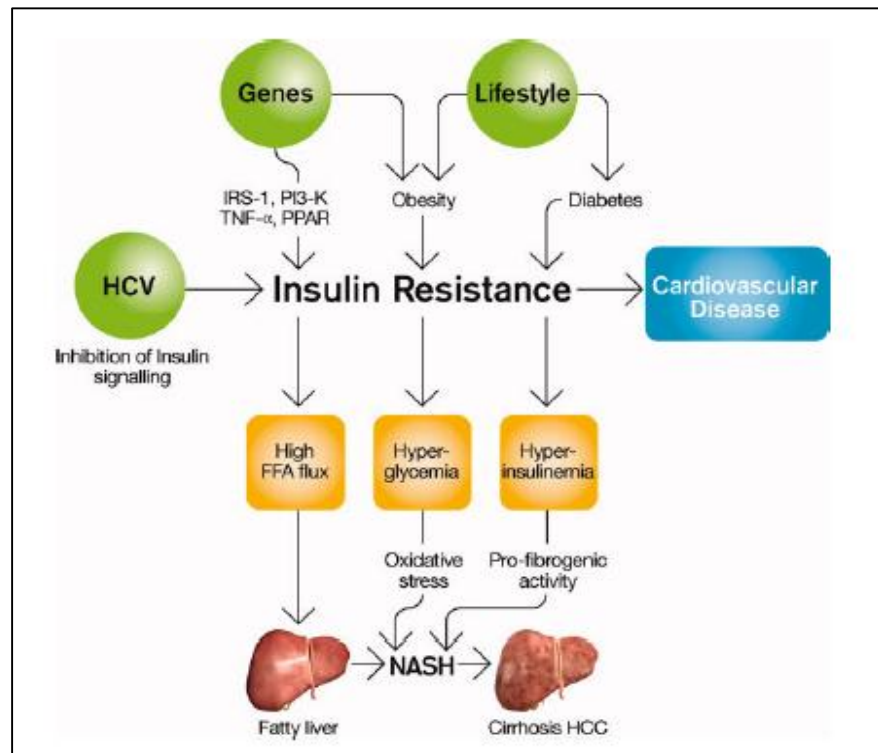 Genes
Lifestyle
IRS-1, PI3-K
TNF-α, PPAR
Obesity
Diabetes
HCV
Insulin Resistance
Cardiovascular
Disease
Inhibition of Insulin
signalling
High
FFA flux
Hyper-
glycemia
Hyper-
insulinemia
Oxidative
stress
Pro-fibrogenic
activity
NASH
Fatty liver
Cirrhosis HCC